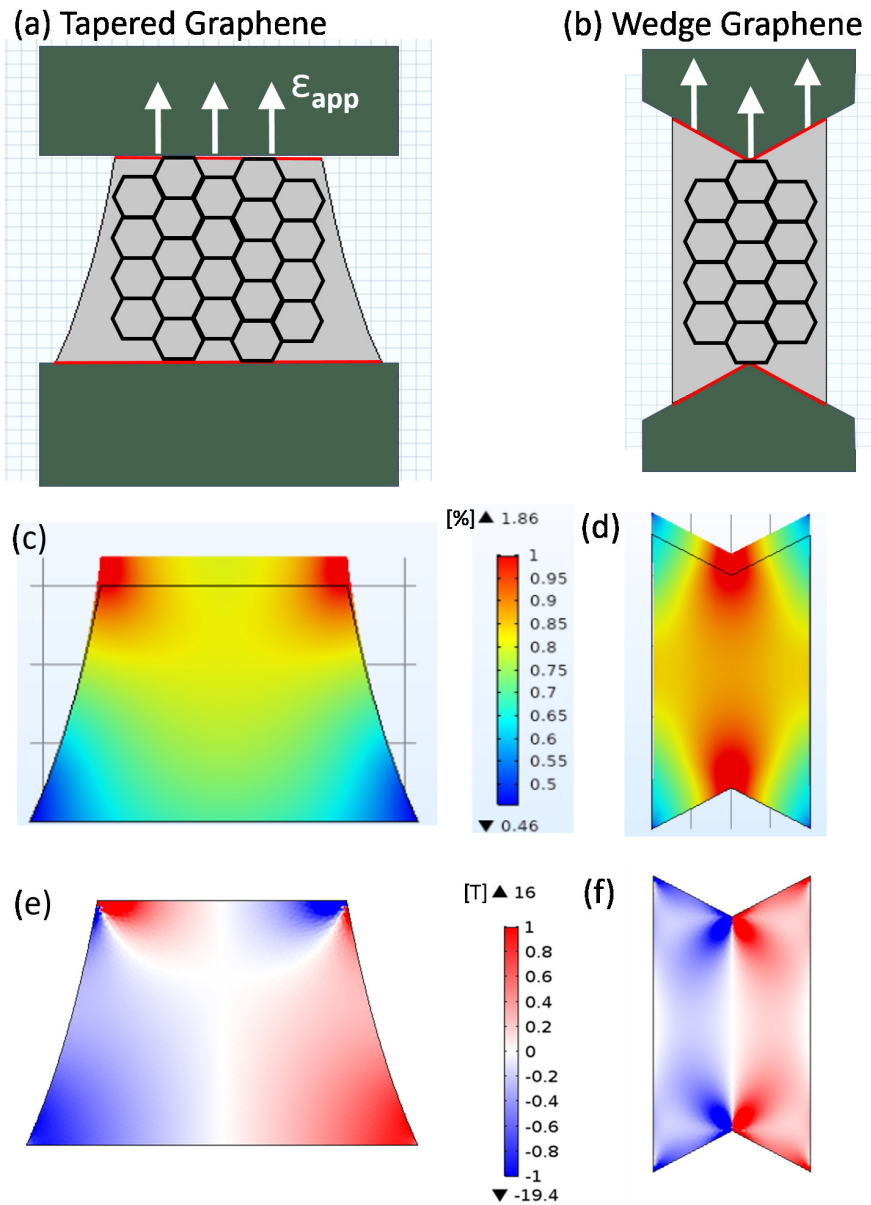 (a) Tapered Graphene
(b) Wedge Graphene
εapp
(c)
[%] ▲ 1.86
1
0.95
0.9
0.85
0.8
0.75
0.7
0.65
0.6
0.55
0.5
▼ 0.46
(d)
(e)
[T] ▲ 16
1
0.8
0.6
0.4
0.2
0
-0.2
-0.4
-0.6
-0.8
-1
▼ -19.4
(f)